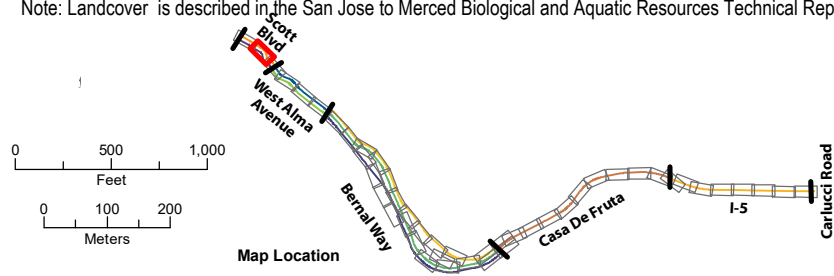 Note: Landcover is described in the San Jose to Merced Biological and Aquatic Resources Technical Rep
Scott
Blvd
West Alma
Avenue
0 500 1,000
Feet
0 100 200
Meters
Bernal Way
Map Location
Casa De Fruta
I-5
Carlucci Road